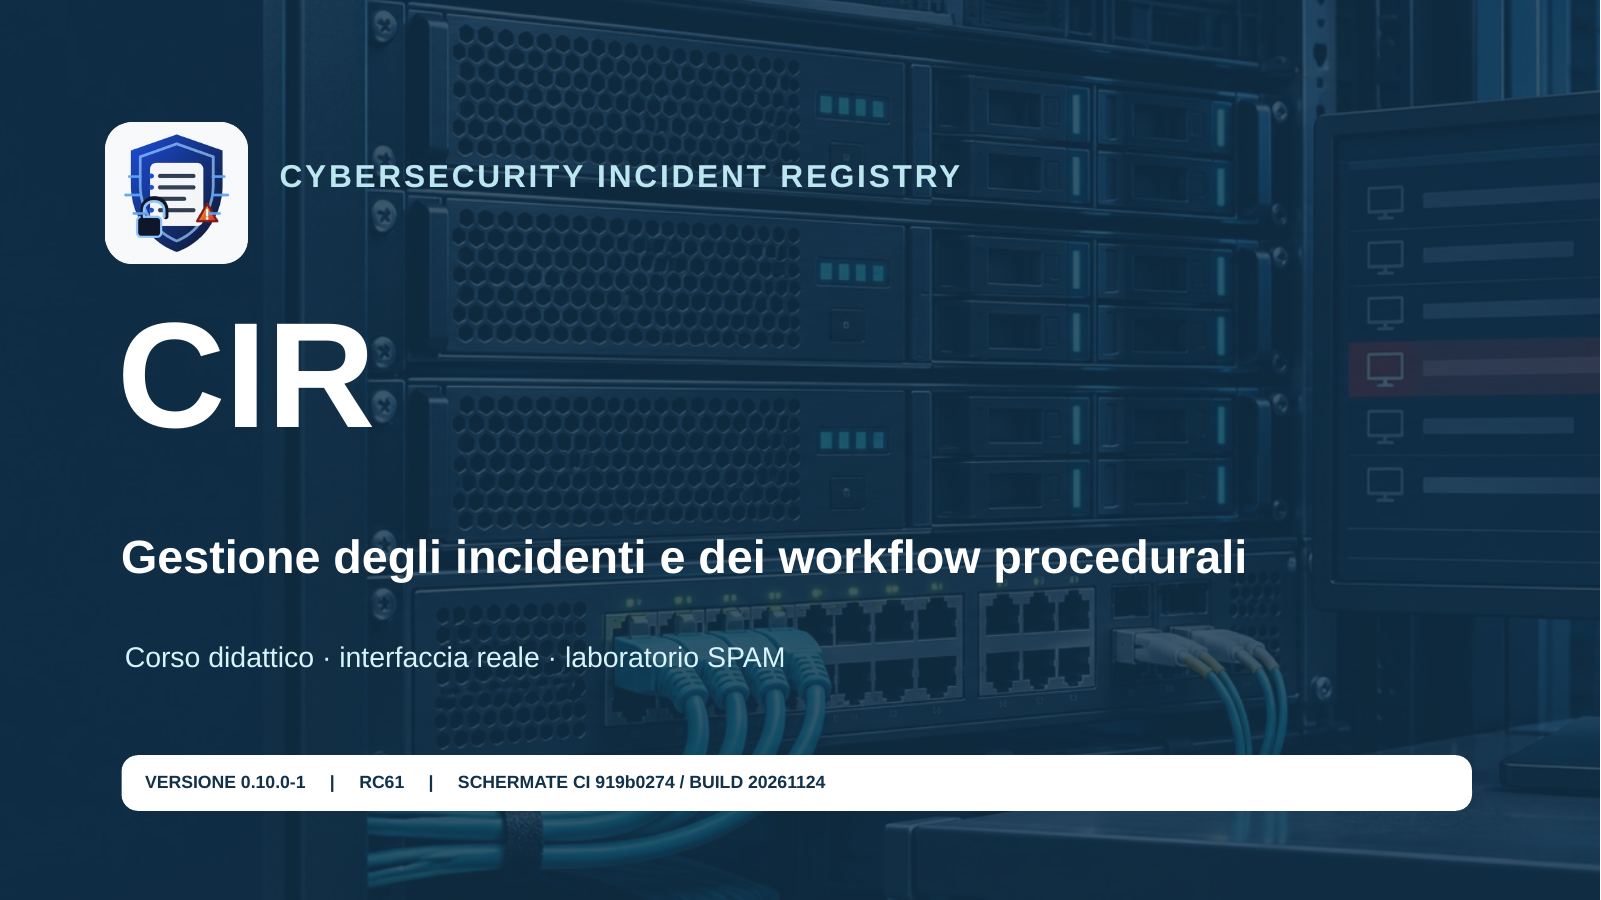 CYBERSECURITY INCIDENT REGISTRY
CIR
Gestione degli incidenti e dei workflow procedurali
Corso didattico · interfaccia reale · laboratorio SPAM
VERSIONE 0.10.0-1 | RC61 | SCHERMATE CI 919b0274 / BUILD 20261124